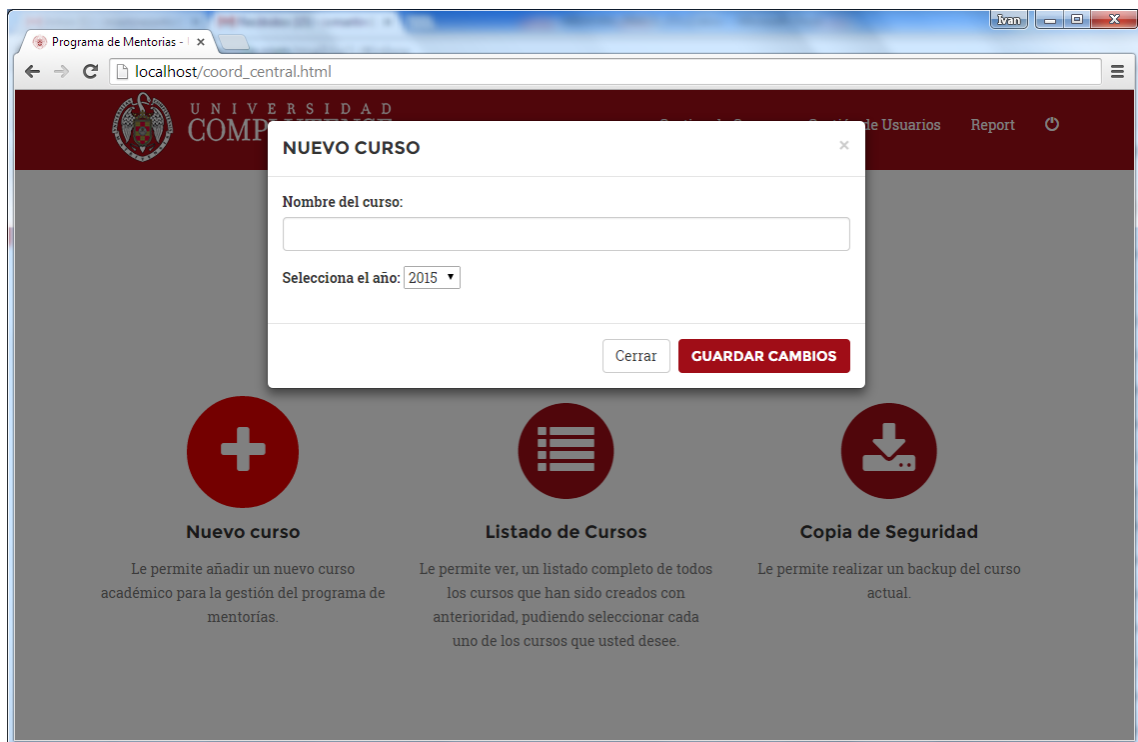 Ivan
Programa de Mentorias -
localhost/coord_central.html
UNIVERSIDAD
Usuarios Report
NUEVO CURSO
Nombre del curso:
Selecciona el año: 2015
Cerrar GUARDAR CAMBIOS
Nuevo curso
Le permite añadir un nuevo curso
académico para la gestión del programa de
mentorías.
Listado de Cursos
Le permite ver, un listado completo de todos
los cursos que han sido creados con
anterioridad, pudiendo seleccionar cada
uno de los cursos que usted desee.
Copia de Seguridad
Le permite realizar un backup del curso
actual.